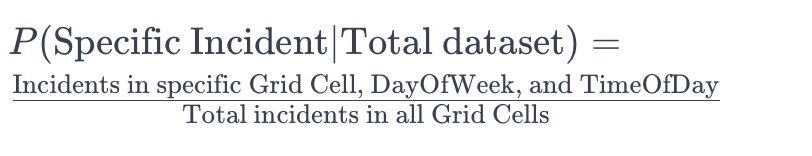 P(Specific Incident|Total dataset) =
Incidents in specific Grid Cell, DayOfWeek, and TimeOfDay
Total incidents in all Grid Cells